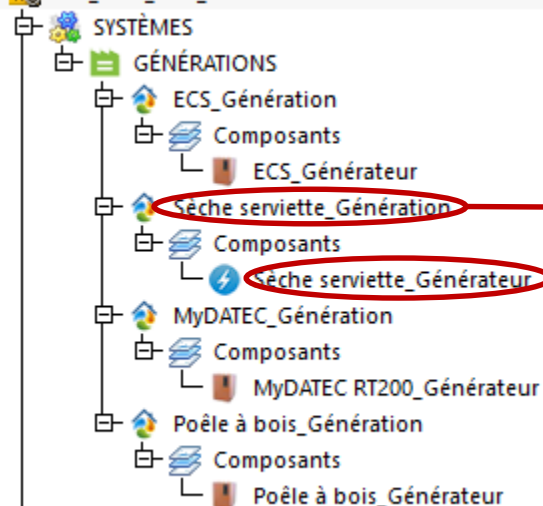 SYSTÈMES
GÉNÉRATIONS
ECS_Génération
Composants
ECS_Générateur
Sèche serviette_Génération
Composants
Sèche serviette_Générateur
MyDATEC_Génération
Composants
MyDATEC RT200_Générateur
Poêle à bois_Génération
Composants
Poêle à bois_Générateur